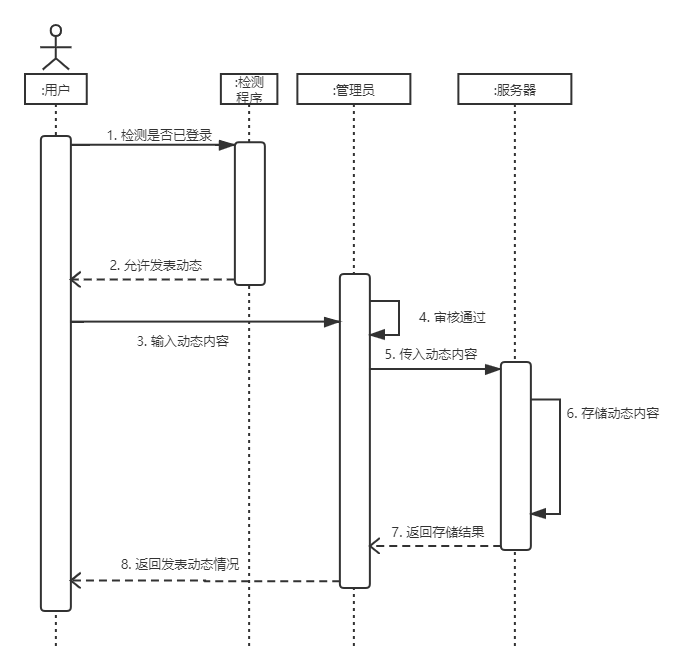 :用户
:检测
程序
:管理员
:服务器
1. 检测是否已登录
2. 允许发表动态
3. 输入动态内容
4. 审核通过
5. 传入动态内容
6. 存储动态内容
7. 返回存储结果
8. 返回发表动态情况